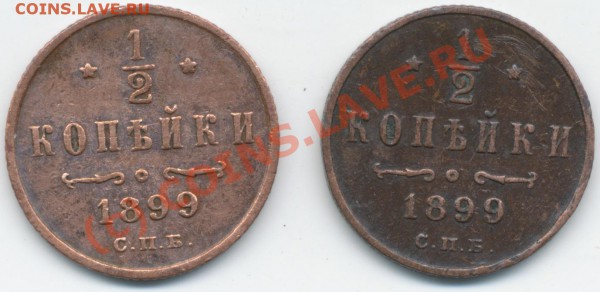 COINS.LAVE.RU
(c) COINS.LAVE.RU
* 1/2 *
КОПѢЙКИ
1899
С.П.Б.
* 1/2 *
КОПѢЙКИ
1899
С.П.Б.